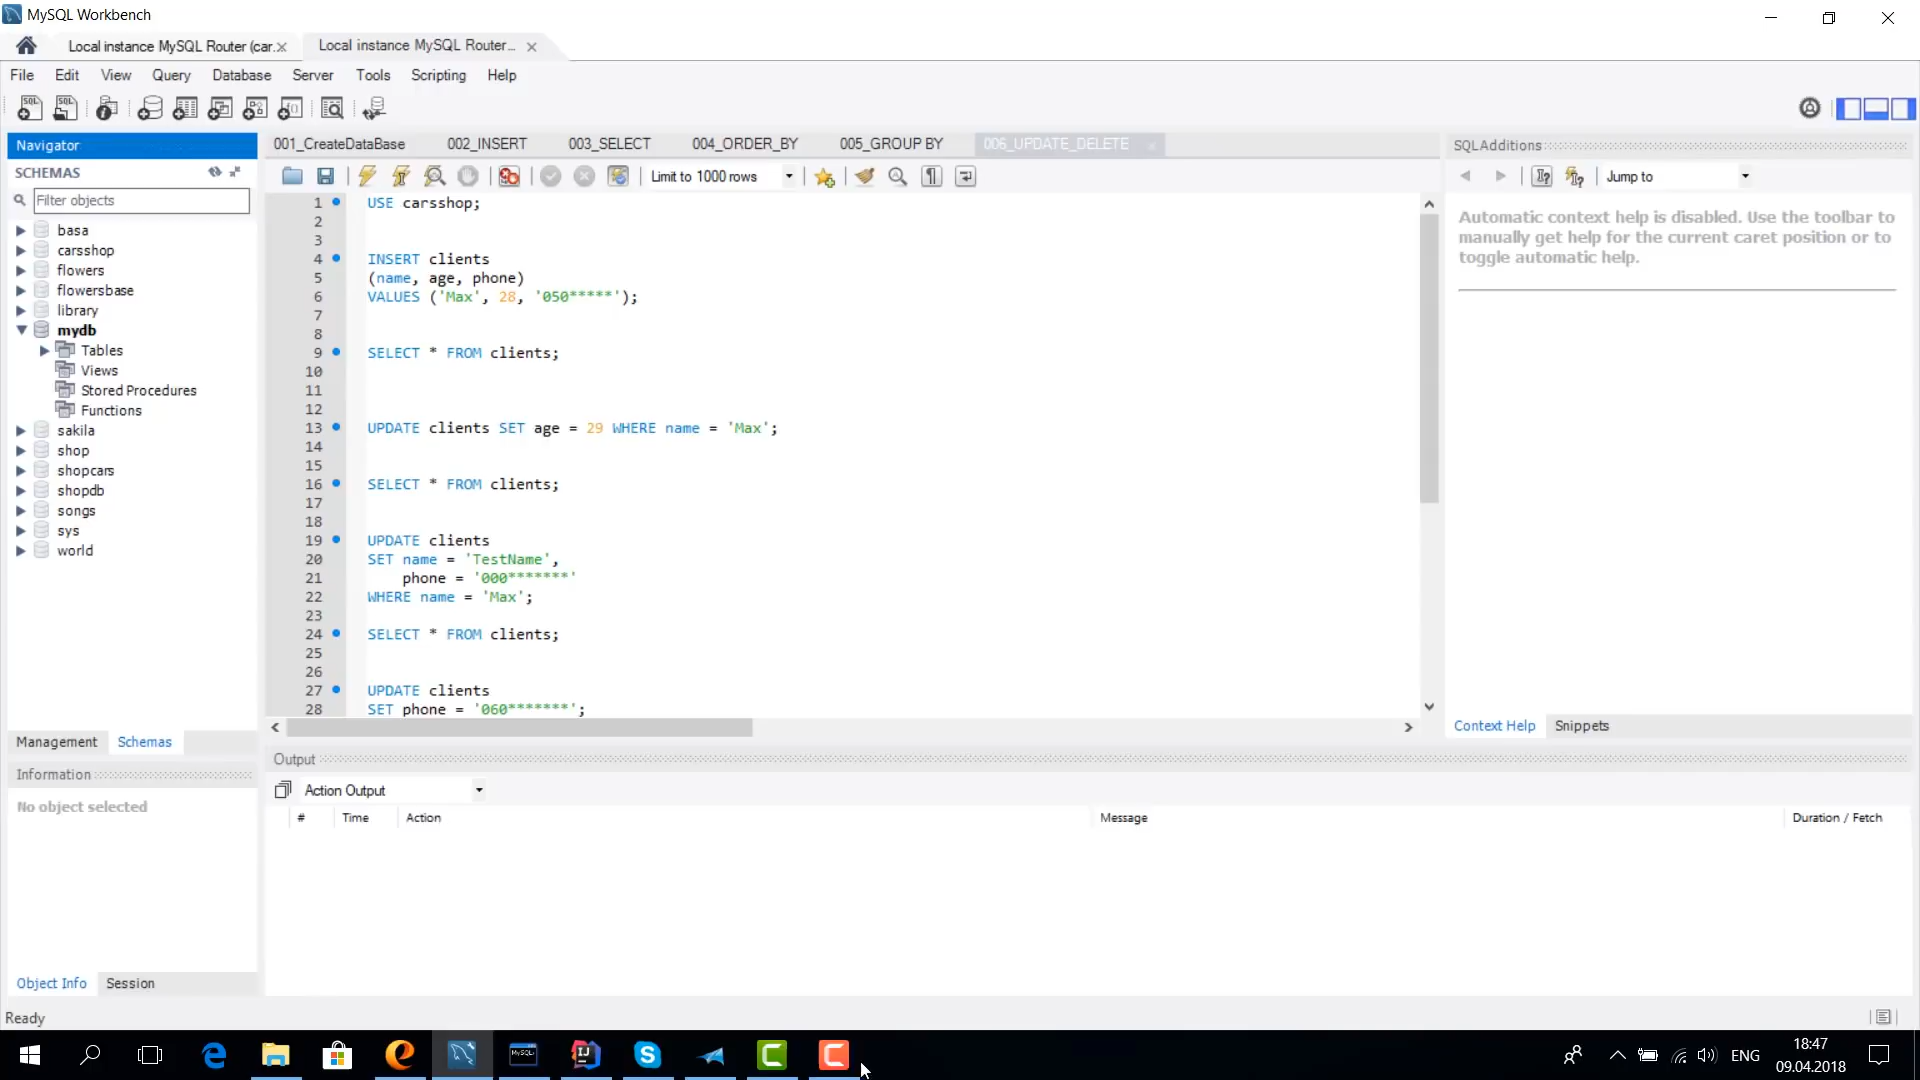 MySQL Workbench
Local instance MySQL Router (car.
Local instance MySQL Router...
File Edit View Query Database Server Tools Scripting Help
Navigator
SCHEMAS
Filter objects
basa
carsshop
flowers
flowersbase
library
mydb
Tables
Views
Stored Procedures
Functions
sakila
shop
shopcars
shopdb
songs
sys
world
Management Schemas
Information
No object selected
Object Info Session
Ready
001_CreateDataBase 002_INSERT 003_SELECT 004_ORDER_BY 005_GROUP BY 006_UPDATE_DELETE
Limit to 1000 rows
1 USE carsshop;
2
3
4 INSERT clients
5 (name, age, phone)
6 VALUES ('Max', 28, '050*****');
7
8
9 SELECT * FROM clients;
10
11
12
13 UPDATE clients SET age = 29 WHERE name = 'Max';
14
15
16 SELECT * FROM clients;
17
18
19 UPDATE clients
20 SET name = 'TestName',
21 phone = '000*******'
22 WHERE name = 'Max';
23
24 SELECT * FROM clients;
25
26
27 UPDATE clients
28 SET phone = '060*******';
Output
Action Output
# Time Action Message Duration / Fetch
SQLAdditions
Jump to
Automatic context help is disabled. Use the toolbar to
manually get help for the current caret position or to
toggle automatic help.
Context Help Snippets
ENG
18:47
09.04.2018